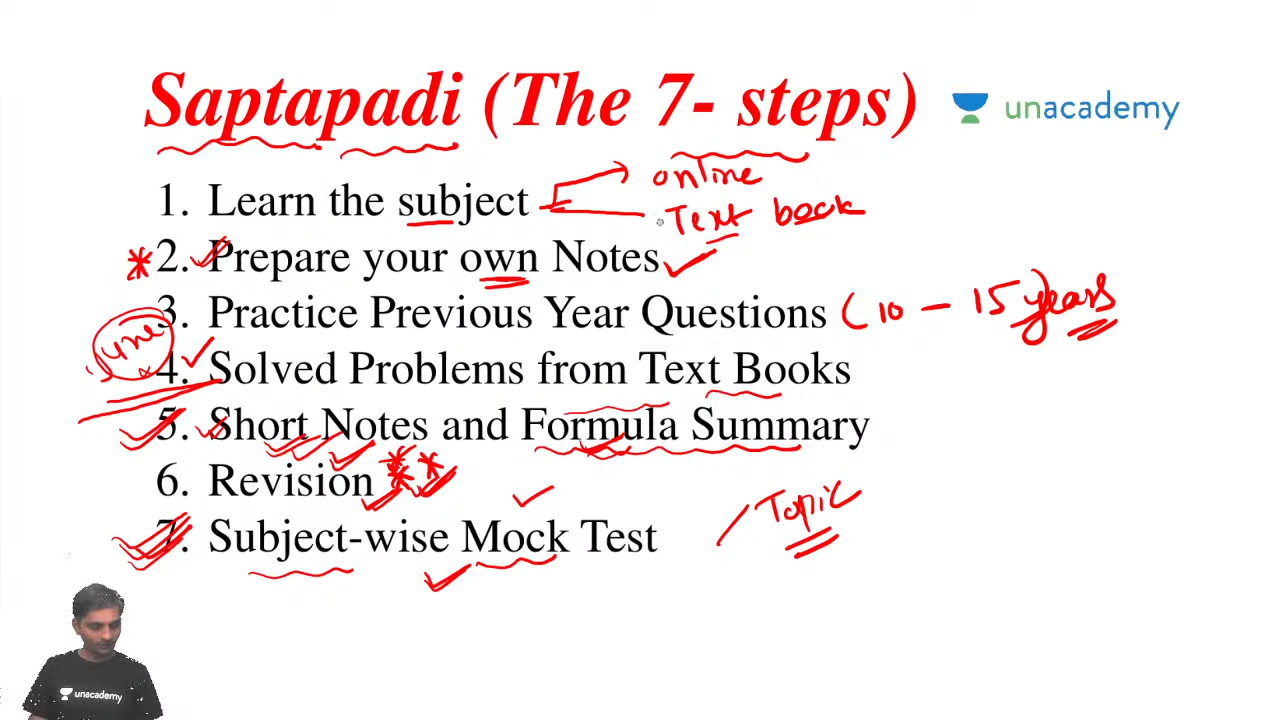 Saptapadi (The 7- steps)
unacademy
1. Learn the subject
online
Text book
2. Prepare your own Notes
3. Practice Previous Year Questions (10 - 15 years)
June
4. Solved Problems from Text Books
5. Short Notes and Formula Summary
6. Revision
7. Subject-wise Mock Test / Topic
unacademy